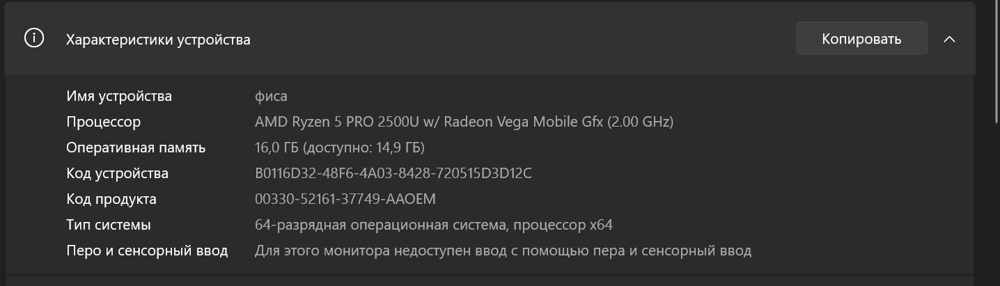 Характеристики устройства Копировать
Имя устройства фиса
Процессор AMD Ryzen 5 PRO 2500U w/ Radeon Vega Mobile Gfx (2.00 GHz)
Оперативная память 16,0 ГБ (доступно: 14,9 ГБ)
Код устройства B0116D32-48F6-4A03-8428-720515D3D12C
Код продукта 00330-52161-37749-AAOEM
Тип системы 64-разрядная операционная система, процессор x64
Перо и сенсорный ввод Для этого монитора недоступен ввод с помощью пера и сенсорный ввод